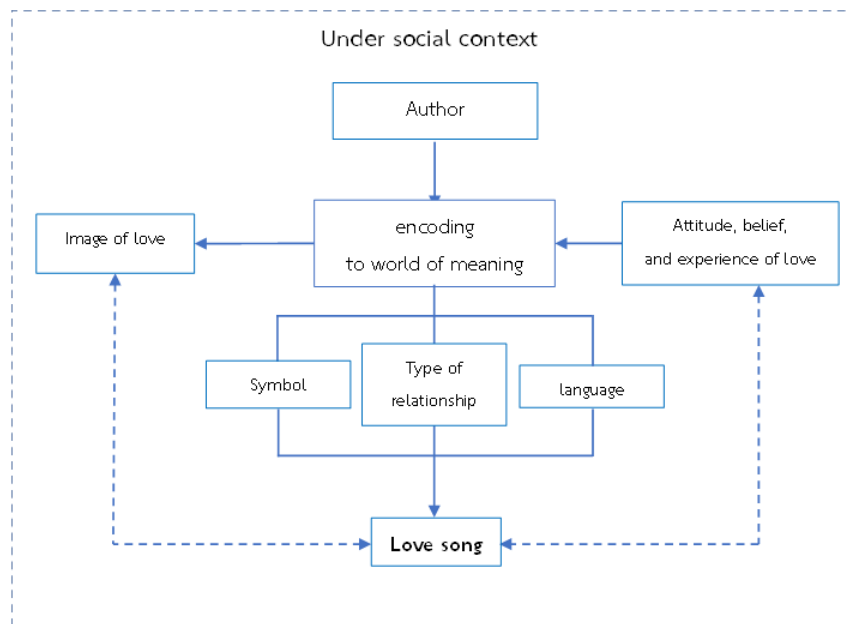 Under social context
Author
encoding
to world of meaning
Image of love
Attitude, belief,
and experience of love
Symbol
Type of
relationship
language
Love song